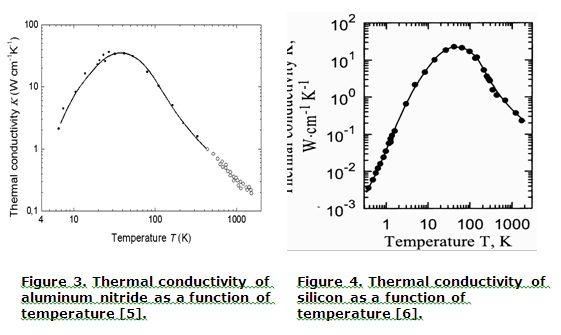 100
10
1
0,1
4
10
100
1000
Thermal conductivity K (W cm⁻¹K⁻¹)
Temperature T (K)
10²
10¹
10⁰
10⁻¹
10⁻²
10⁻³
1
10
100
1000
conductivity K,
W·cm⁻¹ K⁻¹
Temperature T, K
Figure 3. Thermal conductivity of
aluminum nitride as a function of
temperature [5].
Figure 4. Thermal conductivity of
silicon as a function of
temperature [6].